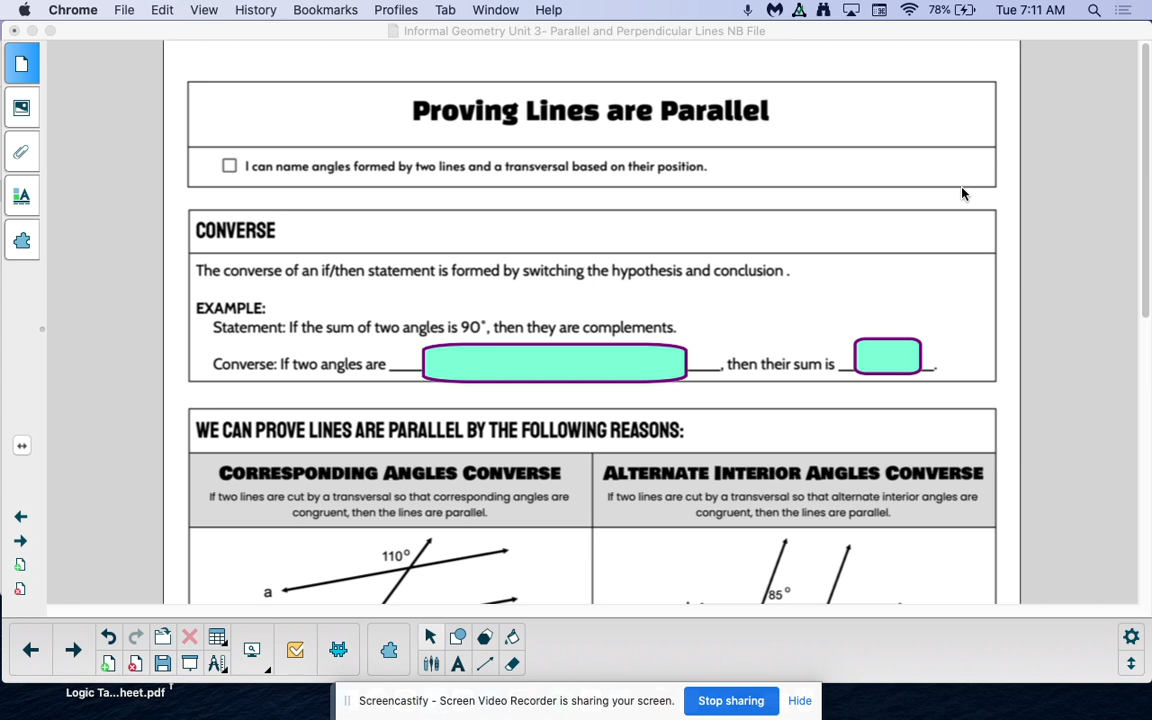 Chrome File Edit View History Bookmarks Profiles Tab Window Help 78% Tue 7:11 AM
Informal Geometry Unit 3- Parallel and Perpendicular Lines NB File
Proving Lines are Parallel
I can name angles formed by two lines and a transversal based on their position.
CONVERSE
The converse of an if/then statement is formed by switching the hypothesis and conclusion .
EXAMPLE:
Statement: If the sum of two angles is 90°, then they are complements.
Converse: If two angles are ____ ____, then their sum is __ __.
WE CAN PROVE LINES ARE PARALLEL BY THE FOLLOWING REASONS:
CORRESPONDING ANGLES CONVERSE
If two lines are cut by a transversal so that corresponding angles are
congruent, then the lines are parallel.
ALTERNATE INTERIOR ANGLES CONVERSE
If two lines are cut by a transversal so that alternate interior angles are
congruent, then the lines are parallel.
110°
a
85°
Logic Ta...heet.pdf
Screencastify - Screen Video Recorder is sharing your screen. Stop sharing Hide